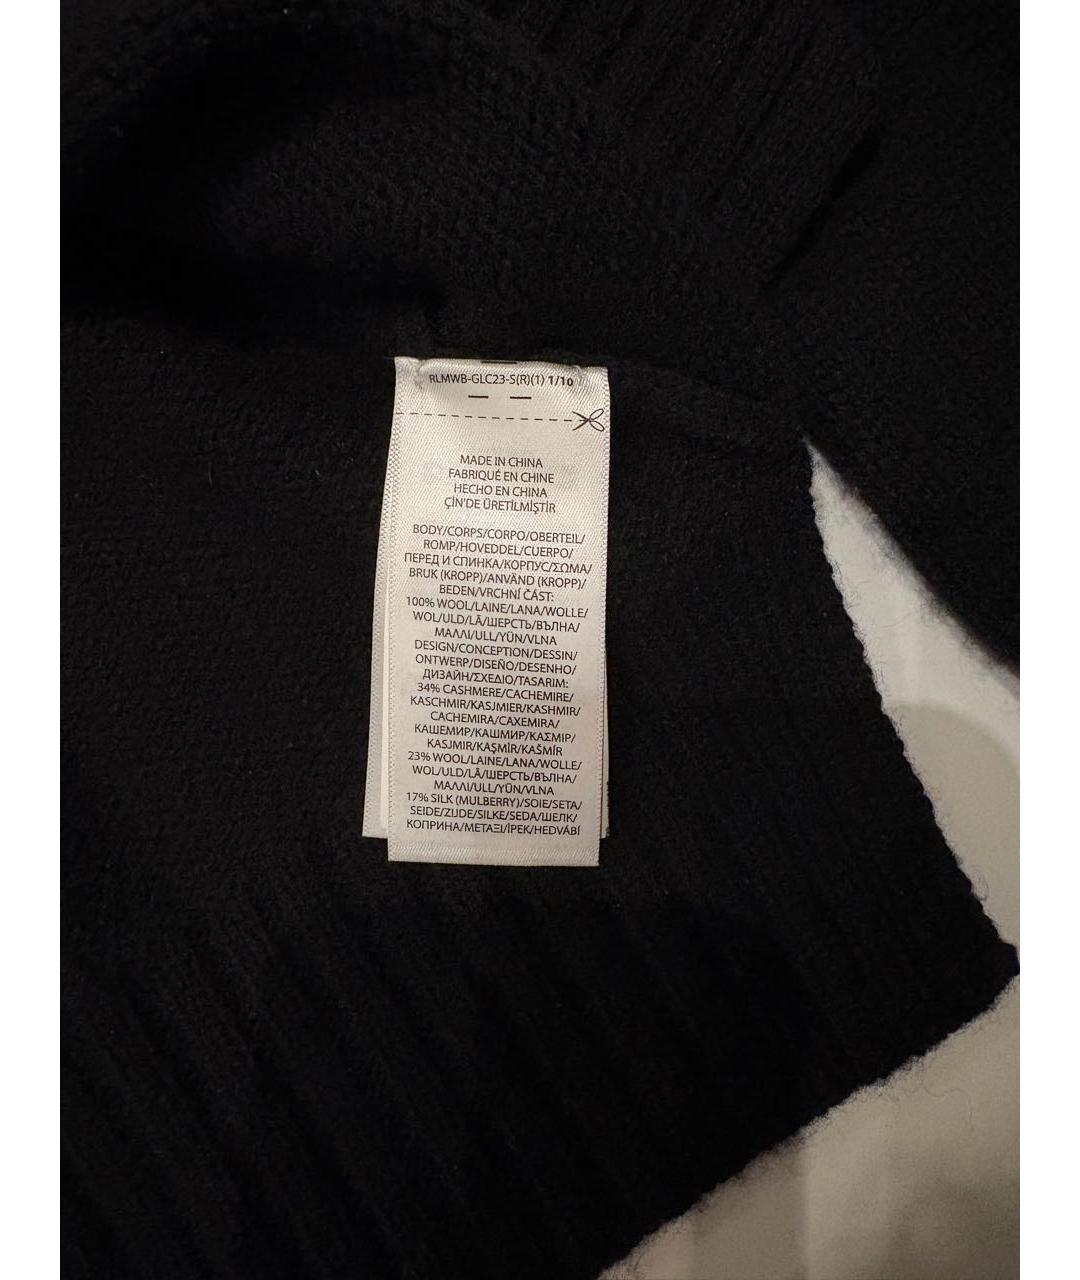 RLMWB-GLC23-S(R)(1) 1/10
MADE IN CHINA
FABRIQUÉ EN CHINE
HECHO EN CHINA
ÇİN'DE ÜRETİLMİŞTİR
BODY/CORPS/CORPO/OBERTEIL/
ROMP/HOVEDDEL/CUERPO/
ПЕРЕД И СПИНКА/КОРПУС/ΣΩΜΑ/
BRUK (KROPP)/ANVÄND (KROPP)/
BEDEN/VRCHNÍ ČÁST:
100% WOOL/LAINE/LANA/WOLLE/
WOL/ULD/LÃ/ШЕРСТЬ/ВЪЛНА/
ΜΑΛΛΙ/ULL/YÜN/VLNA
DESIGN/CONCEPTION/DESSIN/
ONTWERP/DISEÑO/DESENHO/
ДИЗАЙН/ΣΧΕΔΙΟ/TASARIM:
34% CASHMERE/CACHEMIRE/
KASCHMIR/KASJMIER/KASHMIR/
CACHEMIRA/CAXEMIRA/
КАШЕМИР/КАШМИР/ΚΑΣΜΙΡ/
KASJMIR/KAŞMİR/KAŠMÍR
23% WOOL/LAINE/LANA/WOLLE/
WOL/ULD/LÃ/ШЕРСТЬ/ВЪЛНА/
ΜΑΛΛΙ/ULL/YÜN/VLNA
17% SILK (MULBERRY)/SOIE/SETA/
SEIDE/ZIJDE/SILKE/SEDA/ШЕЛК/
КОПРИНА/ΜΕΤΑΞΙ/İPEK/HEDVÁBÍ